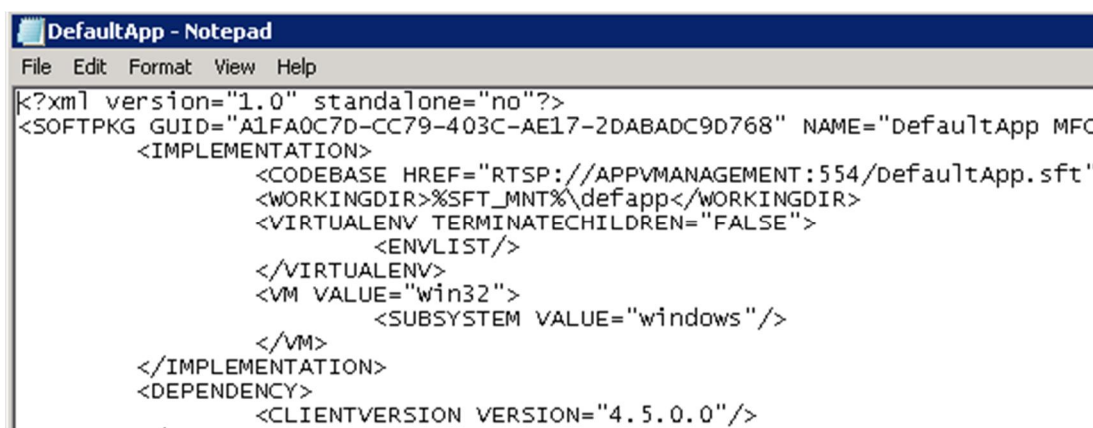 DefaultApp - Notepad
File Edit Format View Help
<?xml version="1.0" standalone="no"?>
<SOFTPKG GUID="A1FA0C7D-CC79-403C-AE17-2DABADC9D768" NAME="DefaultApp MFC
<IMPLEMENTATION>
<CODEBASE HREF="RTSP://APPVMANAGEMENT:554/DefaultApp.sft"
<WORKINGDIR>%SFT_MNT%\defapp</WORKINGDIR>
<VIRTUALENV TERMINATECHILDREN="FALSE">
<ENVLIST/>
</VIRTUALENV>
<VM VALUE="win32">
<SUBSYSTEM VALUE="windows"/>
</VM>
</IMPLEMENTATION>
<DEPENDENCY>
<CLIENTVERSION VERSION="4.5.0.0"/>